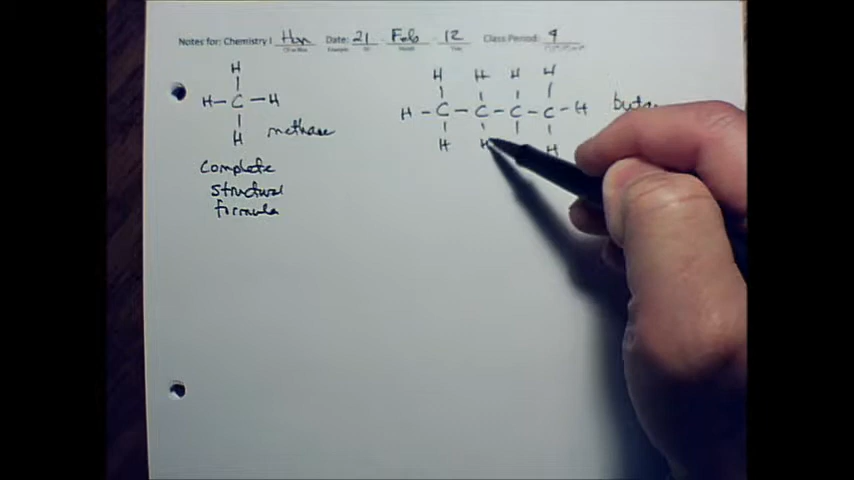 Notes for: Chemistry I Hon Date: 21 Feb 12 Class Period: 4
H
H—C—H
H
methane
Complete
structural
formula
H H H H
H—C—C—C—C—H
H H H